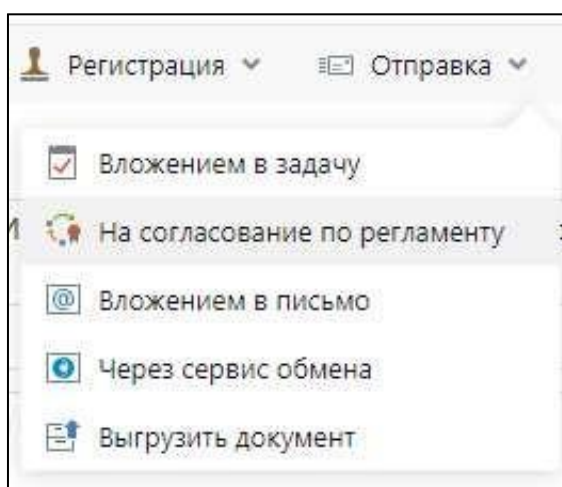 Регистрация Отправка
Вложением в задачу
На согласование по регламенту
Вложением в письмо
Через сервис обмена
Выгрузить документ